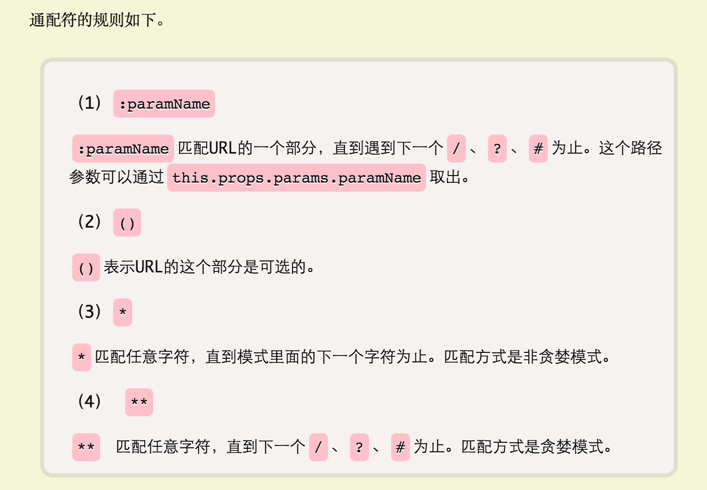 通配符的规则如下。
（1） :paramName
:paramName 匹配URL的一个部分，直到遇到下一个 / 、 ? 、 # 为止。这个路径
参数可以通过 this.props.params.paramName 取出。
（2） ()
() 表示URL的这个部分是可选的。
（3） *
* 匹配任意字符，直到模式里面的下一个字符为止。匹配方式是非贪婪模式。
（4） **
** 匹配任意字符，直到下一个 / 、 ? 、 # 为止。匹配方式是贪婪模式。